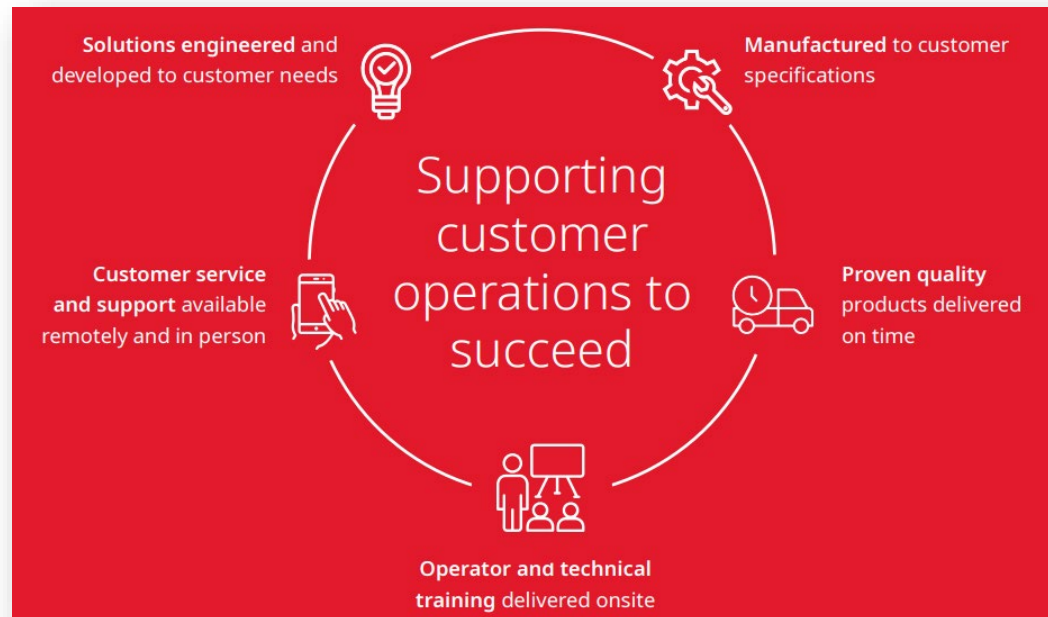 Solutions engineered and
developed to customer needs
Manufactured to customer
specifications
Supporting
customer
operations to
succeed
Customer service
and support available
remotely and in person
Proven quality
products delivered
on time
Operator and technical
training delivered onsite